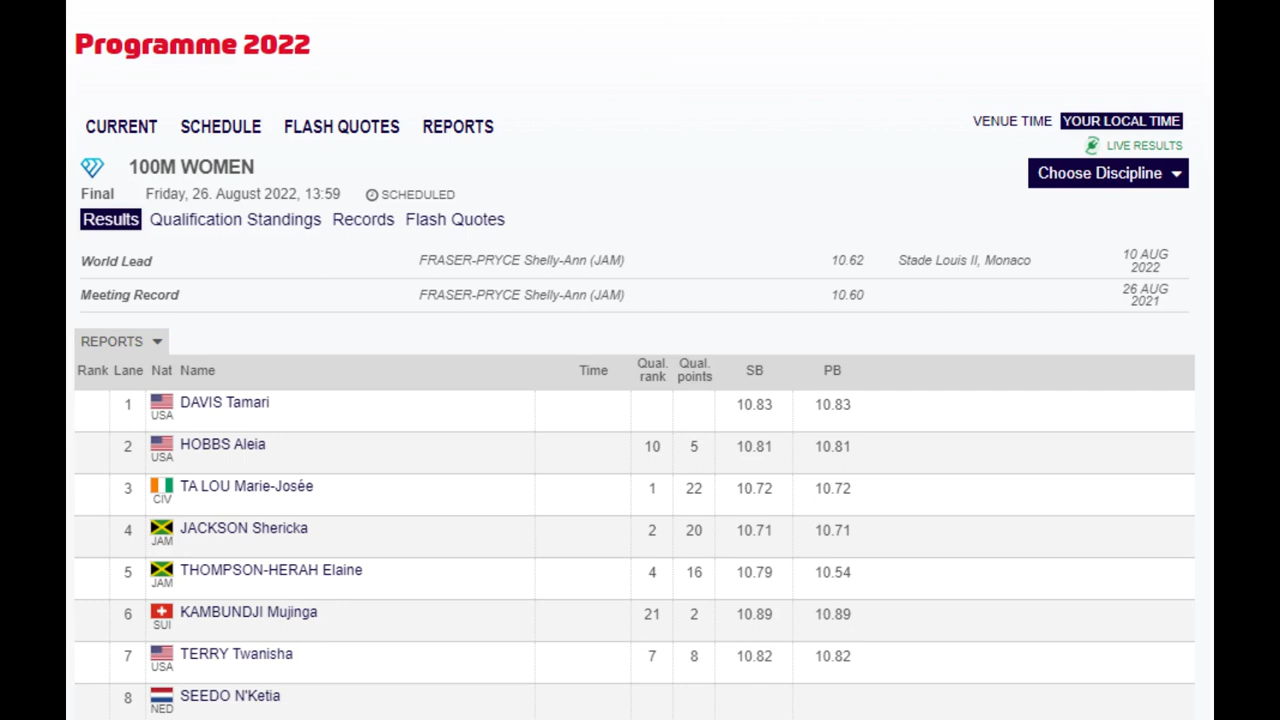 Programme 2022
CURRENT SCHEDULE FLASH QUOTES REPORTS
VENUE TIME YOUR LOCAL TIME
LIVE RESULTS
100M WOMEN
Choose Discipline
Final Friday, 26. August 2022, 13:59 SCHEDULED
Results Qualification Standings Records Flash Quotes
World Lead FRASER-PRYCE Shelly-Ann (JAM) 10.62 Stade Louis II, Monaco 10 AUG 2022
Meeting Record FRASER-PRYCE Shelly-Ann (JAM) 10.60 26 AUG 2021
REPORTS
Rank Lane Nat Name Time Qual. rank Qual. points SB PB
1 USA DAVIS Tamari 10.83 10.83
2 USA HOBBS Aleia 10 5 10.81 10.81
3 CIV TA LOU Marie-Josée 1 22 10.72 10.72
4 JAM JACKSON Shericka 2 20 10.71 10.71
5 JAM THOMPSON-HERAH Elaine 4 16 10.79 10.54
6 SUI KAMBUNDJI Mujinga 21 2 10.89 10.89
7 USA TERRY Twanisha 7 8 10.82 10.82
8 NED SEEDO N'Ketia